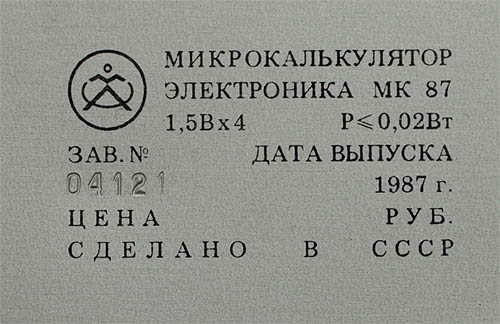 МИКРОКАЛЬКУЛЯТОР
ЭЛЕКТРОНИКА МК 87
1,5Вх4 Р⩽0,02Вт
ЗАВ. № ДАТА ВЫПУСКА
04121 1987 г.
ЦЕНА РУБ.
СДЕЛАНО В СССР